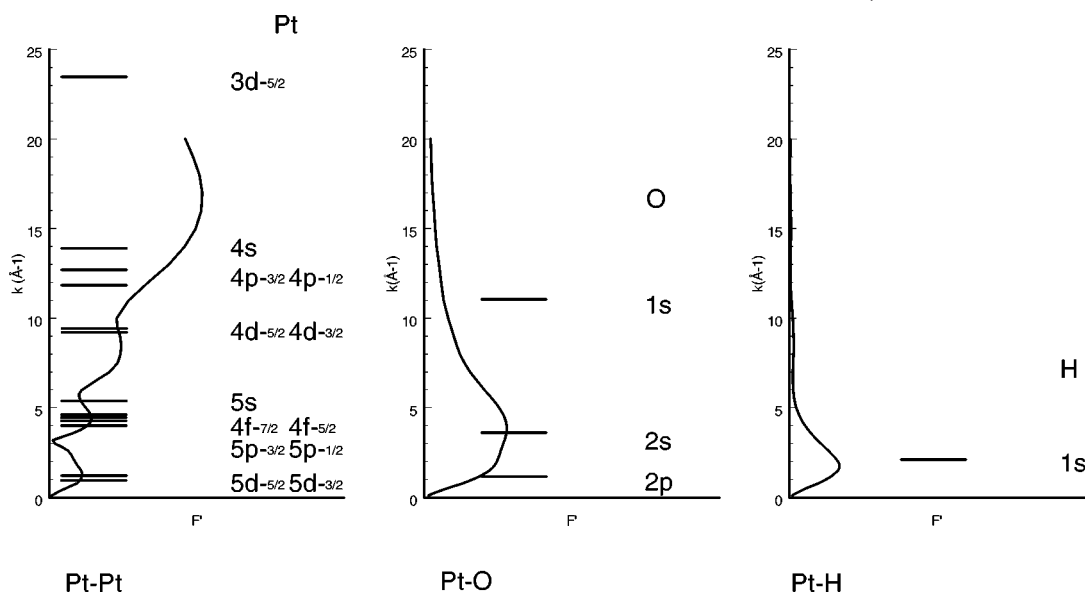 Pt
25
20
15
10
5
0
k (Å-1)
3d-5/2
4s
4p-3/2 4p-1/2
4d-5/2 4d-3/2
5s
4f-7/2 4f-5/2
5p-3/2 5p-1/2
5d-5/2 5d-3/2
F'
Pt-Pt
25
20
15
10
5
0
k(Å-1)
O
1s
2s
2p
F'
Pt-O
25
20
15
10
5
0
k(Å-1)
H
1s
F'
Pt-H